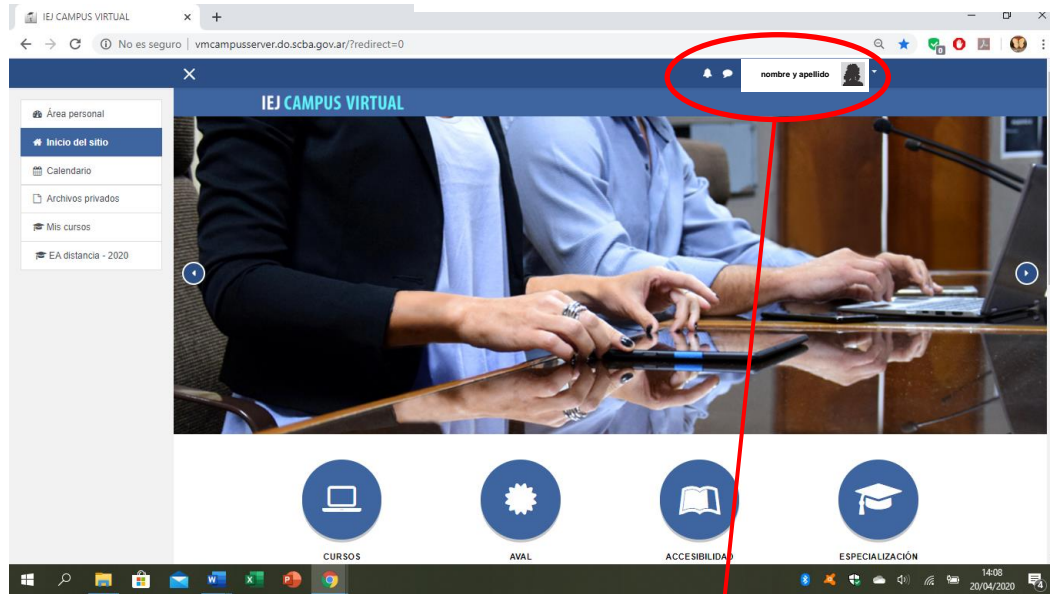 IEJ CAMPUS VIRTUAL
No es seguro | vmcampusserver.do.scba.gov.ar/?redirect=0
nombre y apellido
IEJ CAMPUS VIRTUAL
Área personal
Inicio del sitio
Calendario
Archivos privados
Mis cursos
EA distancia - 2020
CURSOS
AVAL
ACCESIBILIDAD
ESPECIALIZACIÓN
14:08
20/04/2020